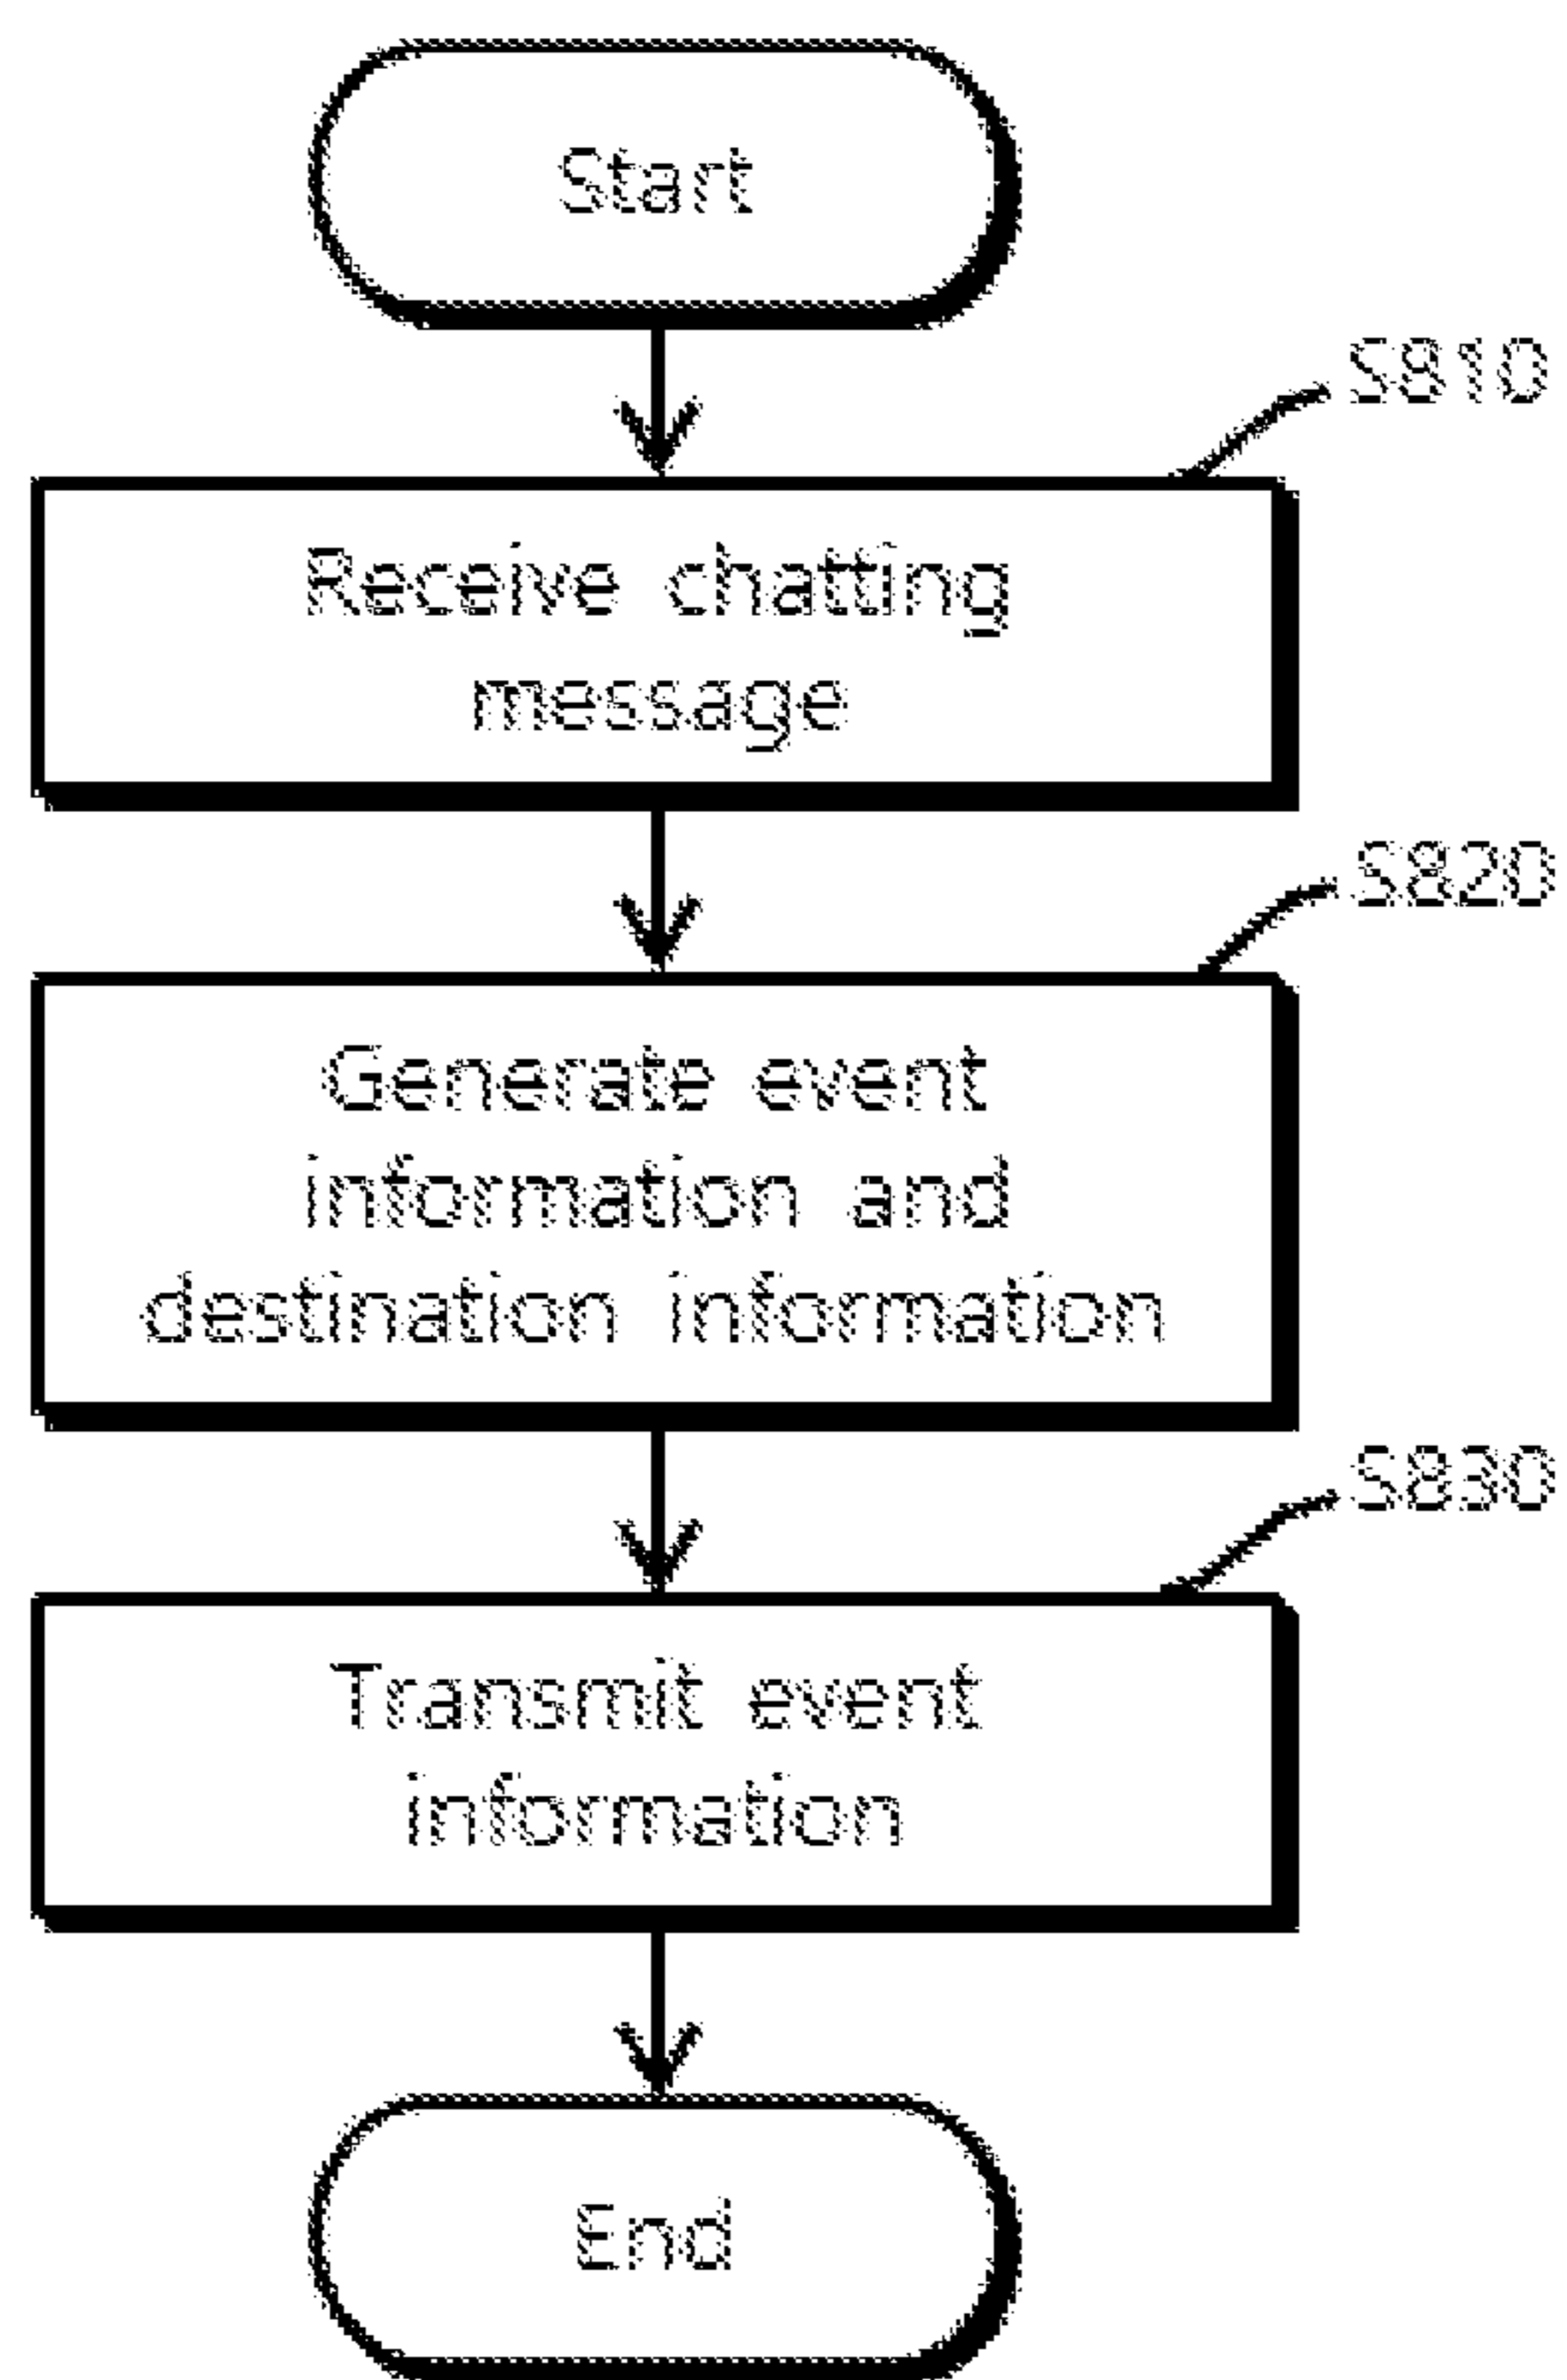 Start
S810
Receive chatting
message
S820
Generate event
information and
destination information
S830
Transmit event
information
End